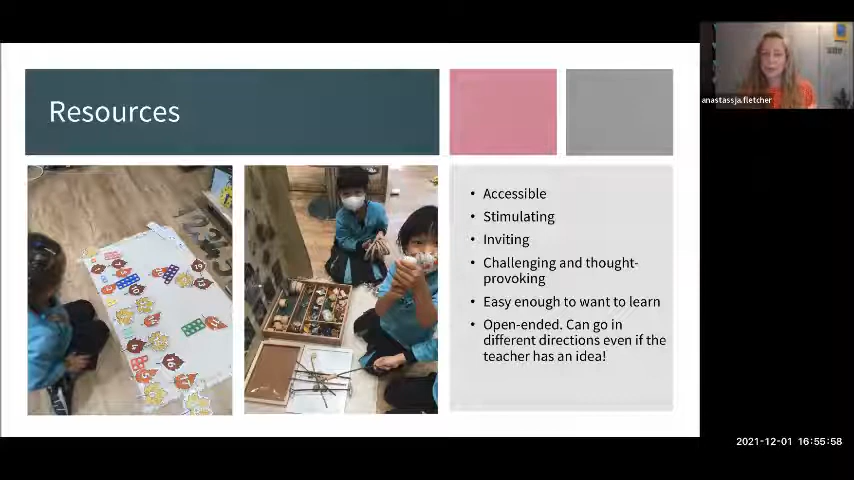 Resources
• Accessible
• Stimulating
• Inviting
• Challenging and thought-
provoking
• Easy enough to want to learn
• Open-ended. Can go in
different directions even if the
teacher has an idea!
anastassja.fletcher
2021-12-01 16:55:58